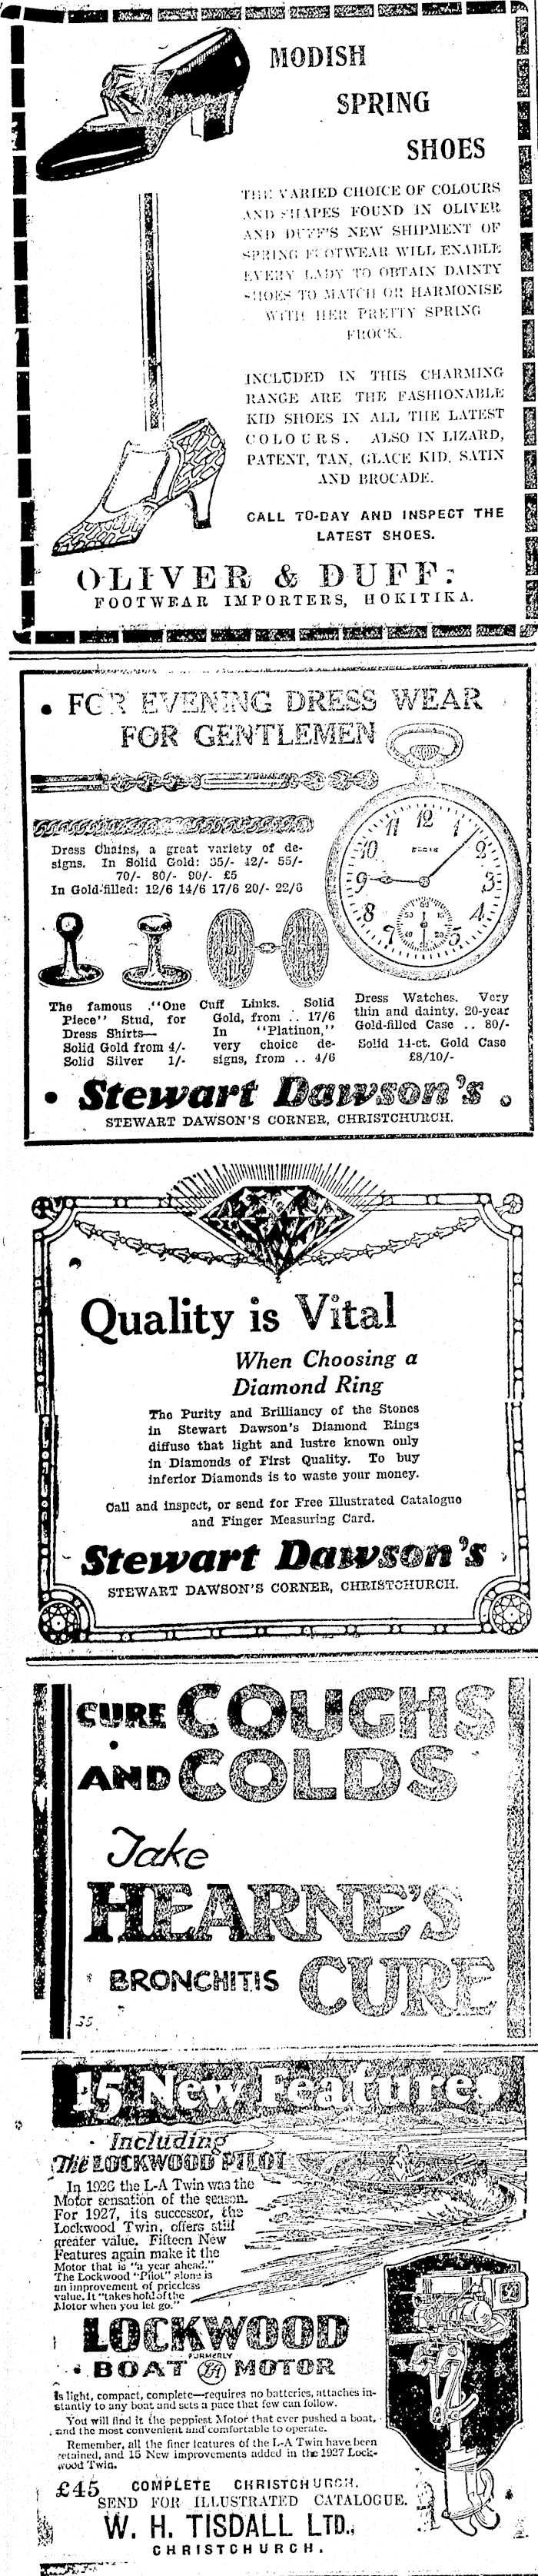 MODISH
SPRING
SHOES
THE VARIED CHOICE OF COLOURS
AND SHAPES FOUND IN OLIVER
AND DUFF'S NEW SHIPMENT OF
SPRING FOOTWEAR WILL ENABLE
EVERY LADY TO OBTAIN DAINTY
SHOES TO MATCH OR HARMONISE
WITH HER PRETTY SPRING
FROCK.
INCLUDED IN THIS CHARMING
RANGE ARE THE FASHIONABLE
KID SHOES IN ALL THE LATEST
COLOURS. ALSO IN LIZARD,
PATENT, TAN, GLACE KID, SATIN
AND BROCADE.
CALL TO-DAY AND INSPECT THE
LATEST SHOES.
OLIVER & DUFF:
FOOTWEAR IMPORTERS, HOKITIKA.
FOR EVENING DRESS WEAR
FOR GENTLEMEN
Dress Chains, a great variety of de-
signs. In Solid Gold: 35/- 42/- 55/-
70/- 80/- 90/- £5
In Gold-filled: 12/6 14/6 17/6 20/- 22/6
The famous "One
Piece" Stud, for
Dress Shirts—
Solid Gold from 4/-
Solid Silver 1/-
Cuff Links. Solid
Gold, from .. 17/6
In "Platinon,"
very choice de-
signs, from .. 4/6
Dress Watches. Very
thin and dainty. 20-year
Gold-filled Case .. 80/-
Solid 14-ct. Gold Case
£8/10/-
Stewart Dawson's
STEWART DAWSON'S CORNER, CHRISTCHURCH.
Quality is Vital
When Choosing a
Diamond Ring
The Purity and Brilliancy of the Stones
in Stewart Dawson's Diamond Rings
diffuse that light and lustre known only
in Diamonds of First Quality. To buy
inferior Diamonds is to waste your money.
Call and inspect, or send for Free Illustrated Catalogue
and Finger Measuring Card.
Stewart Dawson's
STEWART DAWSON'S CORNER, CHRISTCHURCH.
CURE COUGHS
AND COLDS
Take
HEARNE'S
BRONCHITIS CURE
35
15 New Features
Including
The LOCKWOOD PILOT
In 1926 the L-A Twin was the
Motor sensation of the season.
For 1927, its successor, the
Lockwood Twin, offers still
greater value. Fifteen New
Features again make it the
Motor that is "a year ahead."
The Lockwood "Pilot" alone is
an improvement of priceless
value. It "takes hold of the
Motor when you let go."
LOCKWOOD
FORMERLY
BOAT LA MOTOR
Is light, compact, complete—requires no batteries, attaches in-
stantly to any boat and sets a pace that few can follow.
You will find it the peppiest Motor that ever pushed a boat,
and the most convenient and comfortable to operate.
Remember, all the finer features of the L-A Twin have been
retained, and 15 New improvements added in the 1927 Lock-
wood Twin.
£45 COMPLETE CHRISTCHURCH.
SEND FOR ILLUSTRATED CATALOGUE.
W. H. TISDALL LTD.,
CHRISTCHURCH.